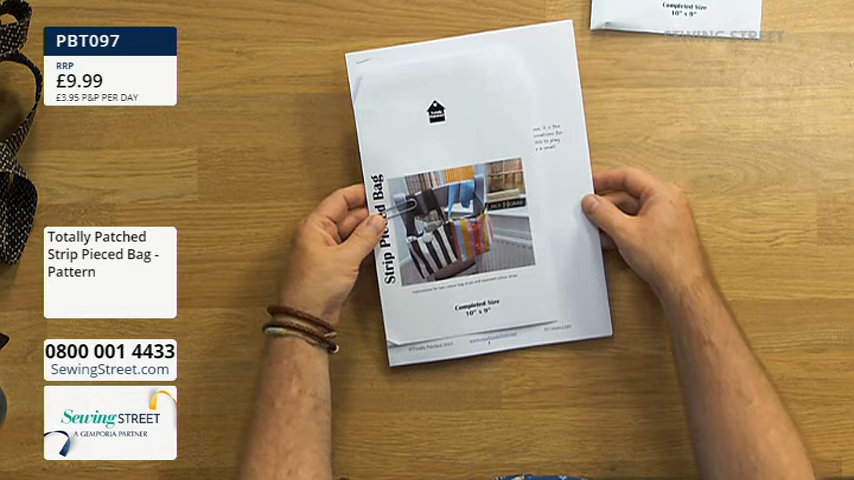 PBT097
RRP
£9.99
£3.95 P&P PER DAY
Totally Patched
Strip Pieced Bag -
Pattern
0800 001 4433
SewingStreet.com
Sewing STREET
A GEMPORIA PARTNER
Completed Size
10" x 9"
SEWING STREET
Strip Pieced Bag
Completed Size
10" x 9"